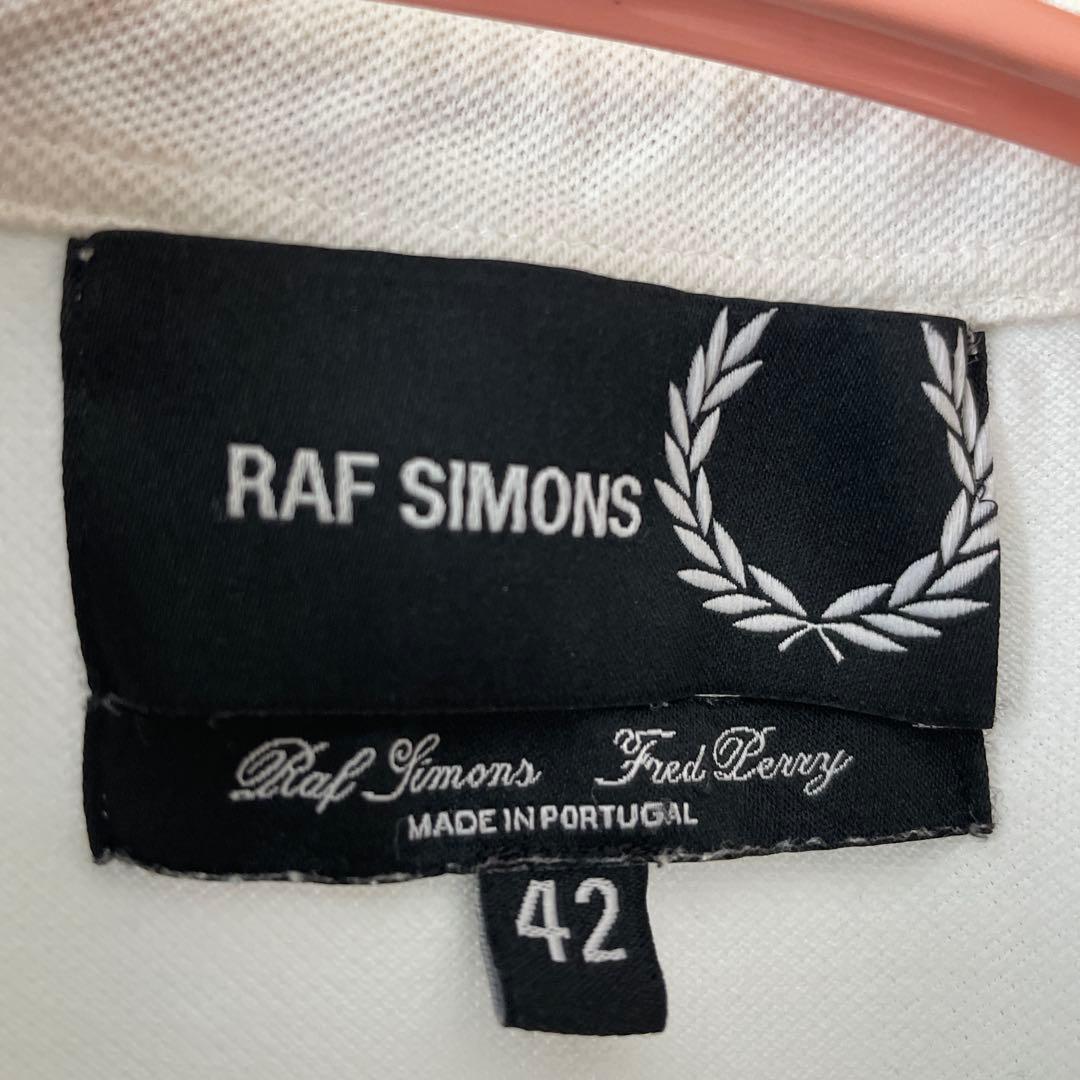 RAF SIMONS
Raf Simons Fred Perry
MADE IN PORTUGAL
42